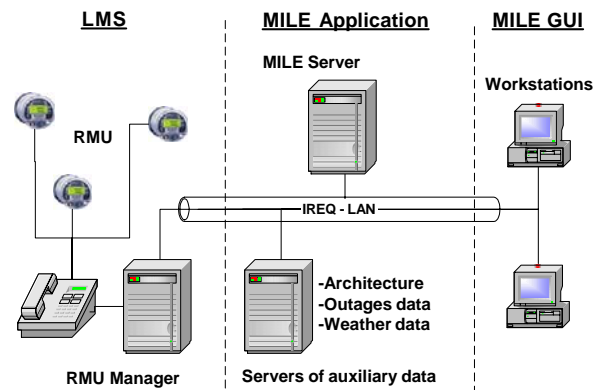 LMS
MILE Application
MILE GUI
MILE Server
Workstations
RMU
IREQ - LAN
-Architecture
-Outages data
-Weather data
RMU Manager
Servers of auxiliary data